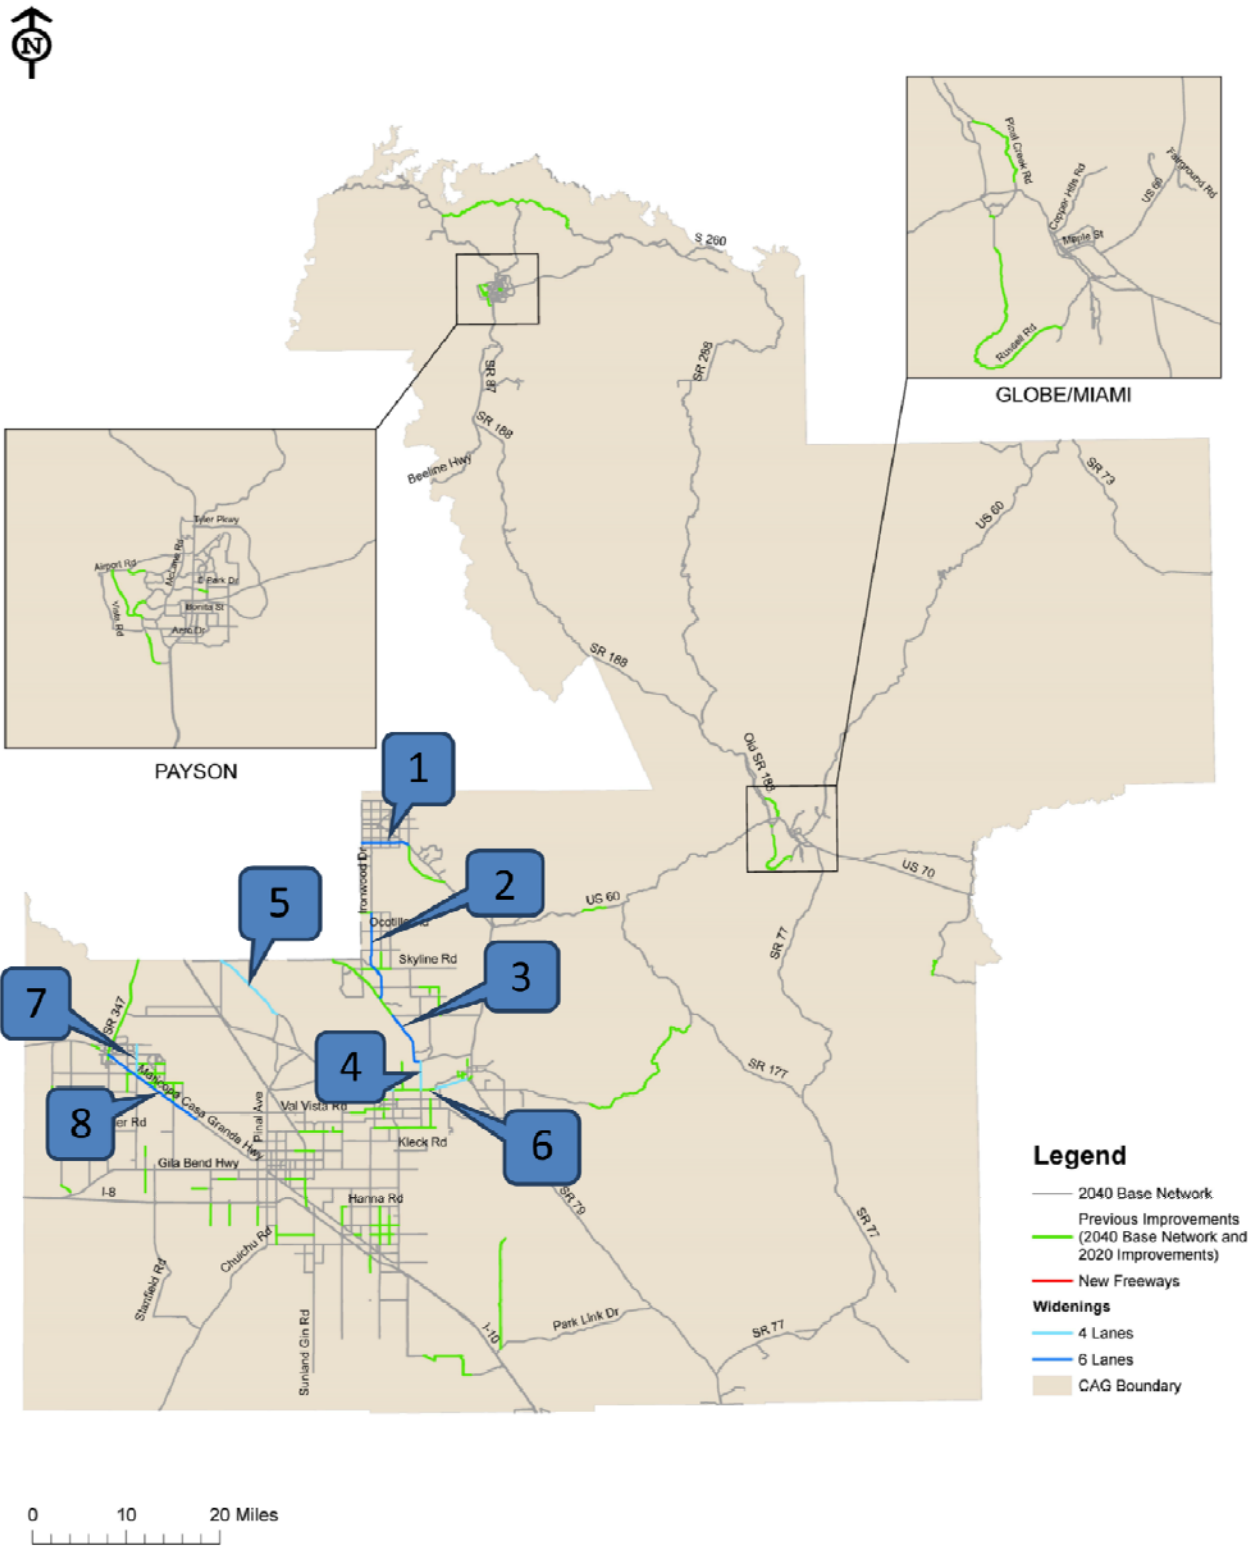 N
Pinal Creek Rd
Copper Hills Rd
US 60
Fairground Rd
Maple St
Russell Rd
GLOBE/MIAMI
S 260
SR 87
SR 288
SR 188
Beeline Hwy
SR 73
US 60
Tyler Pkwy
McLane Rd
Airport Rd
E Park Dr
Vista Rd
Bonita St
Aero Dr
PAYSON
SR 188
Old SR 188
1
Ironwood Dr
2
US 60
US 70
5
SR 77
Skyline Rd
3
7
SR 347
4
SR 177
8
Maricopa Casa Grande Hwy
Val Vista Rd
Pinal Ave
er Rd
Kleck Rd
6
Gila Bend Hwy
I-8
Hanna Rd
SR 79
SR 77
Chuichu Rd
Stanfield Rd
Sunland Gin Rd
I-10
Park Link Dr
SR 77
Legend
2040 Base Network
Previous Improvements
(2040 Base Network and
2020 Improvements)
New Freeways
Widenings
4 Lanes
6 Lanes
CAG Boundary
0 10 20 Miles